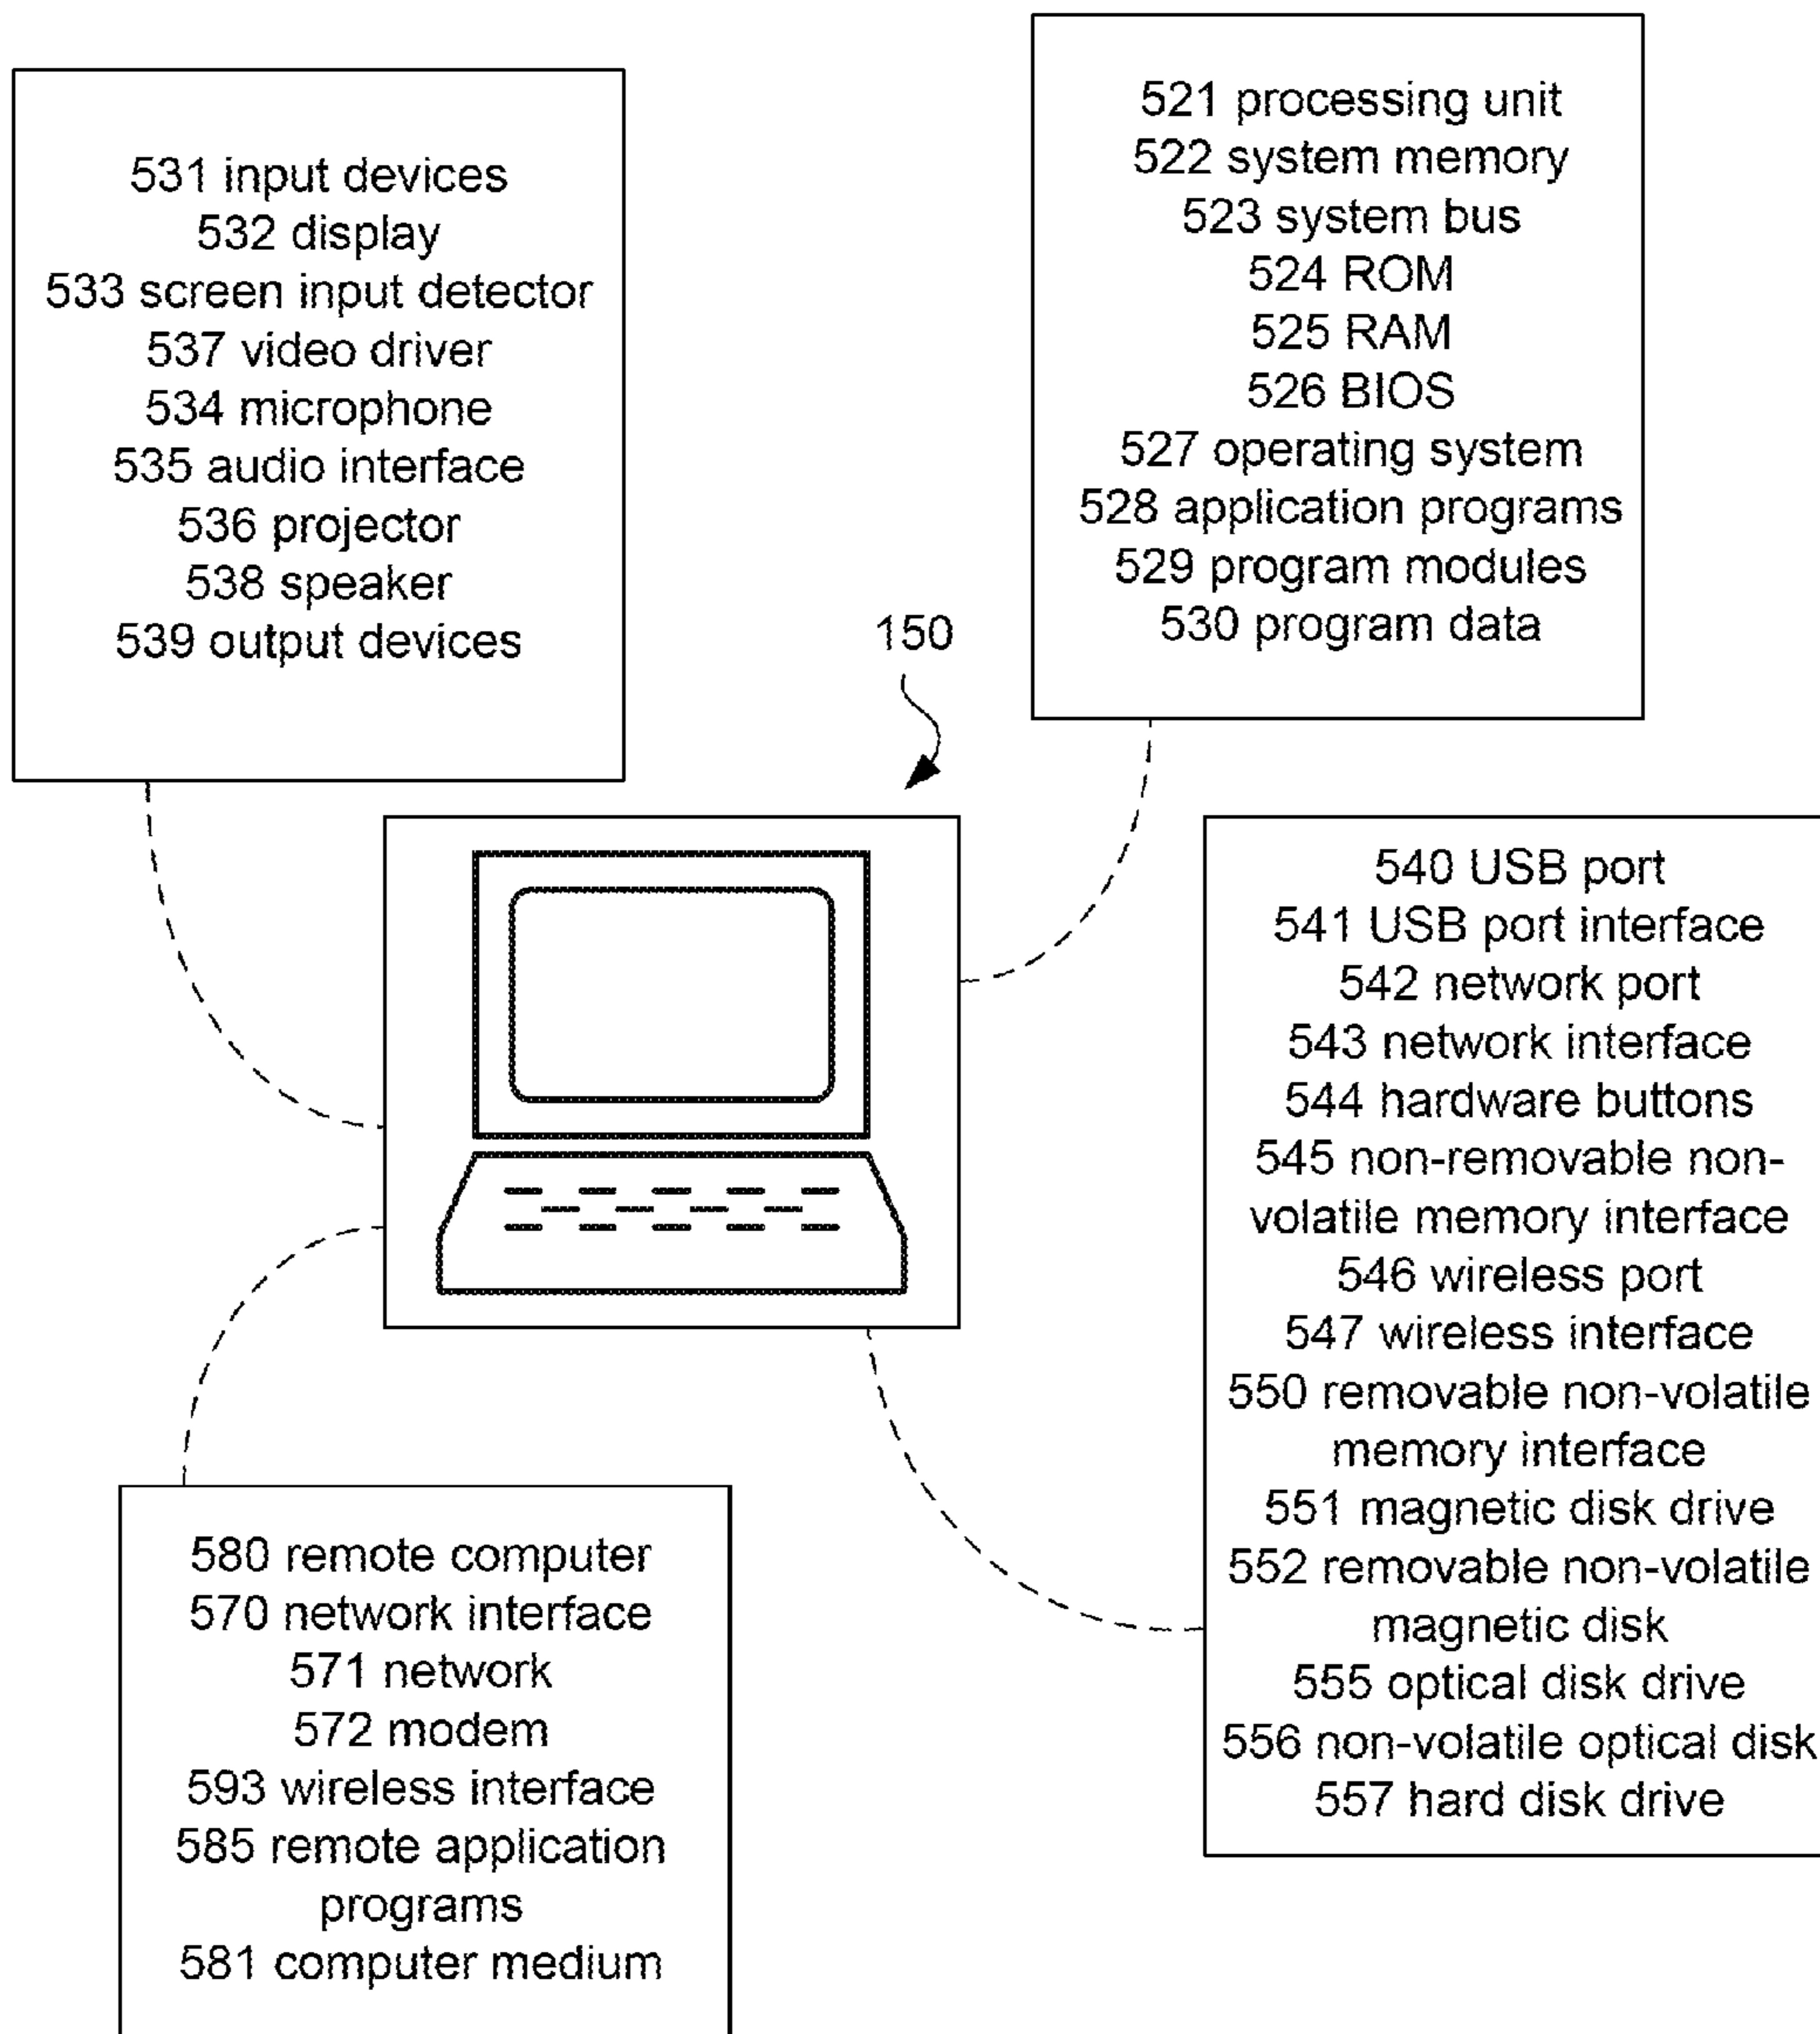 531 input devices
532 display
533 screen input detector
537 video driver
534 microphone
535 audio interface
536 projector
538 speaker
539 output devices
521 processing unit
522 system memory
523 system bus
524 ROM
525 RAM
526 BIOS
527 operating system
528 application programs
529 program modules
530 program data
150
540 USB port
541 USB port interface
542 network port
543 network interface
544 hardware buttons
545 non-removable non-
volatile memory interface
546 wireless port
547 wireless interface
550 removable non-volatile
memory interface
551 magnetic disk drive
552 removable non-volatile
magnetic disk
555 optical disk drive
556 non-volatile optical disk
557 hard disk drive
580 remote computer
570 network interface
571 network
572 modem
593 wireless interface
585 remote application
programs
581 computer medium